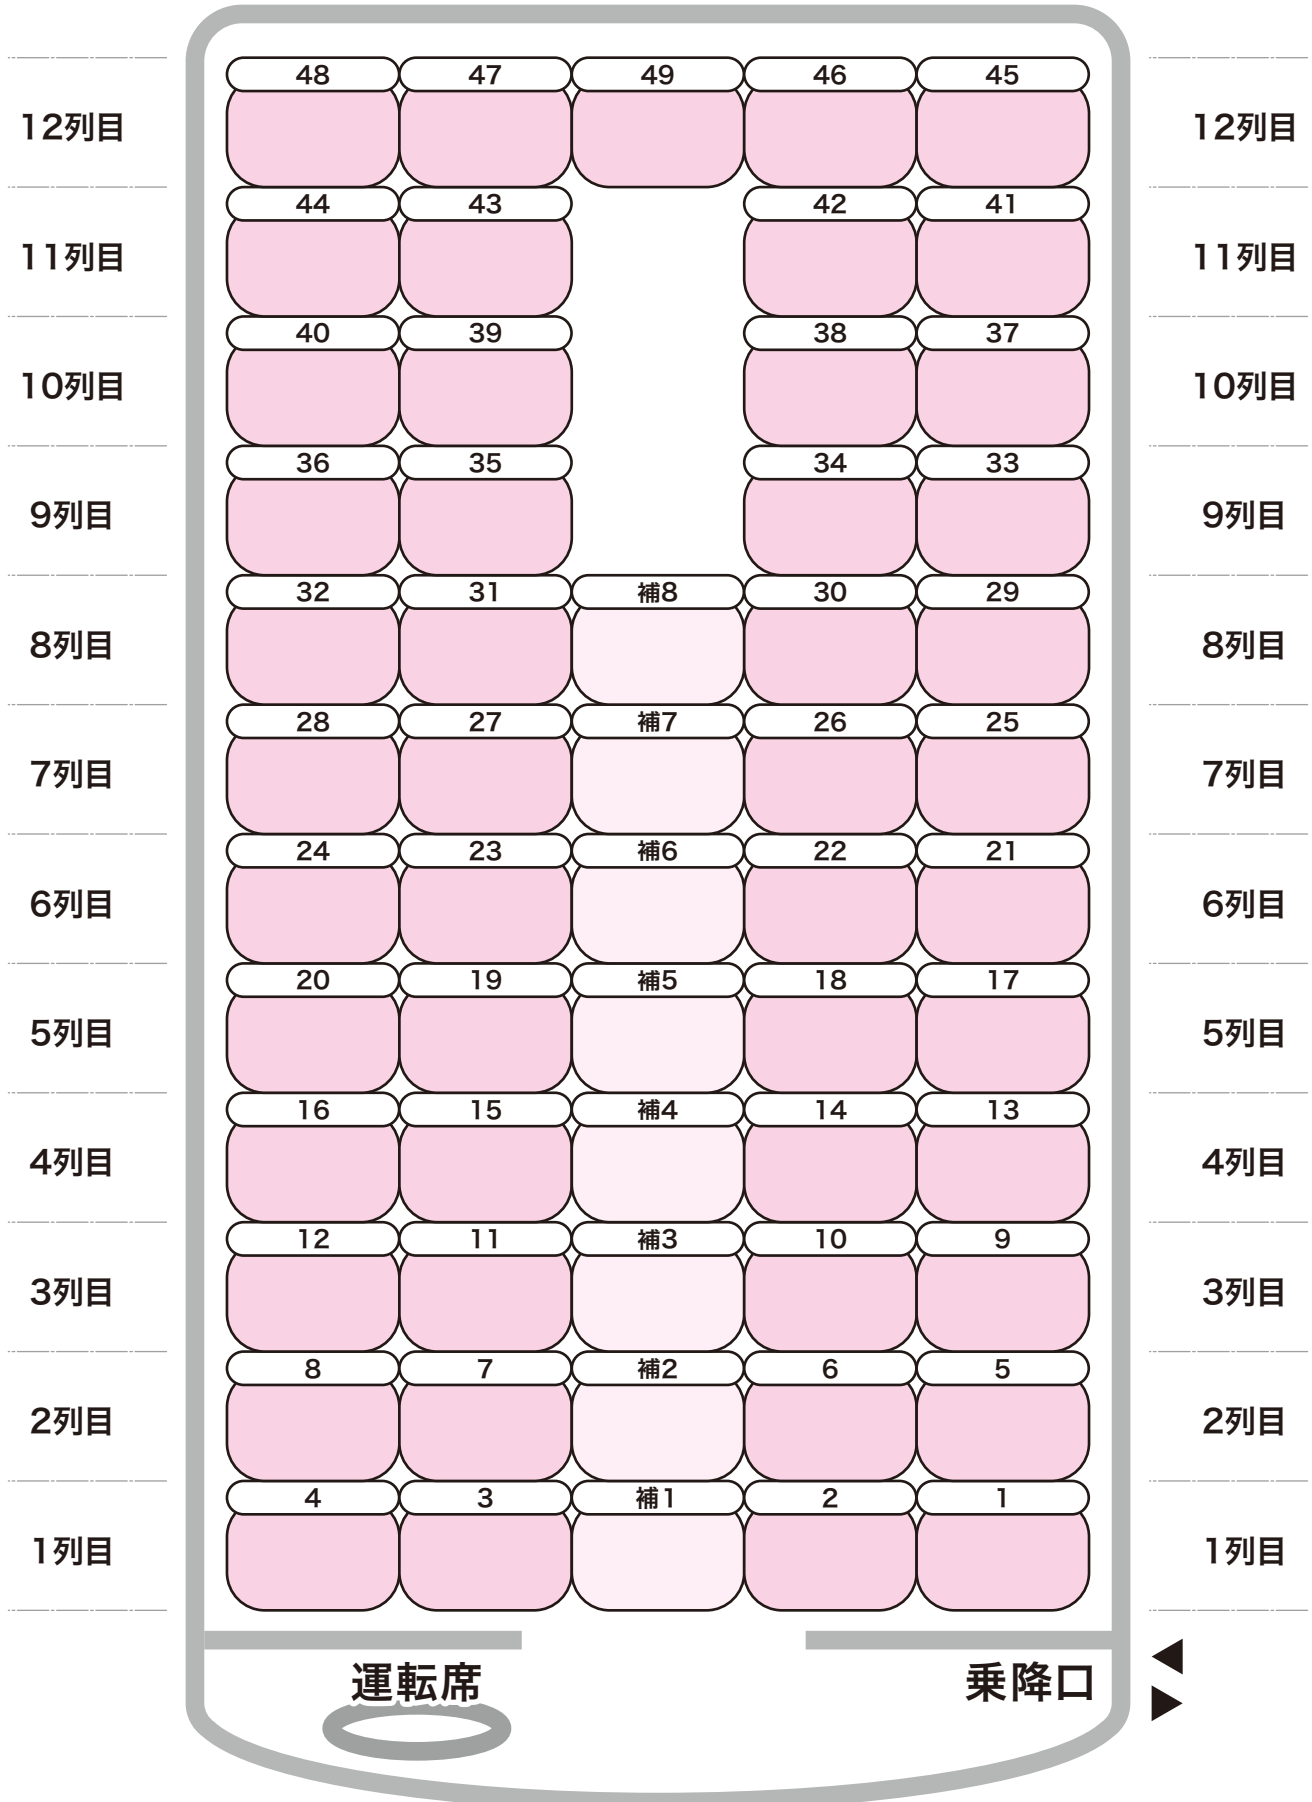 48 47 49 46 45
12列目 12列目
44 43 42 41
11列目 11列目
40 39 38 37
10列目 10列目
36 35 34 33
9列目 9列目
32 31 補8 30 29
8列目 8列目
28 27 補7 26 25
7列目 7列目
24 23 補6 22 21
6列目 6列目
20 19 補5 18 17
5列目 5列目
16 15 補4 14 13
4列目 4列目
12 11 補3 10 9
3列目 3列目
8 7 補2 6 5
2列目 2列目
4 3 補1 2 1
1列目 1列目
運転席 乗降口